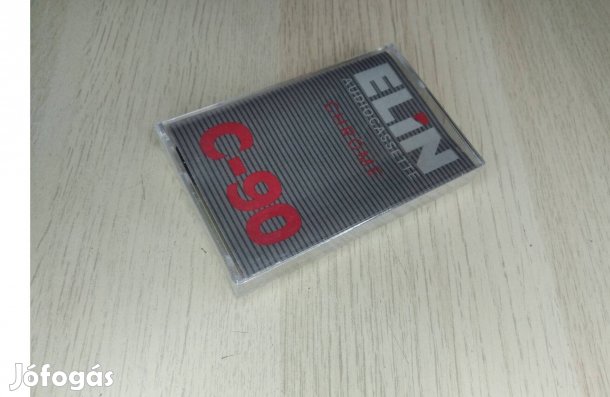 ELIN
AUDIOCASSETTE
C-90
Jófogás